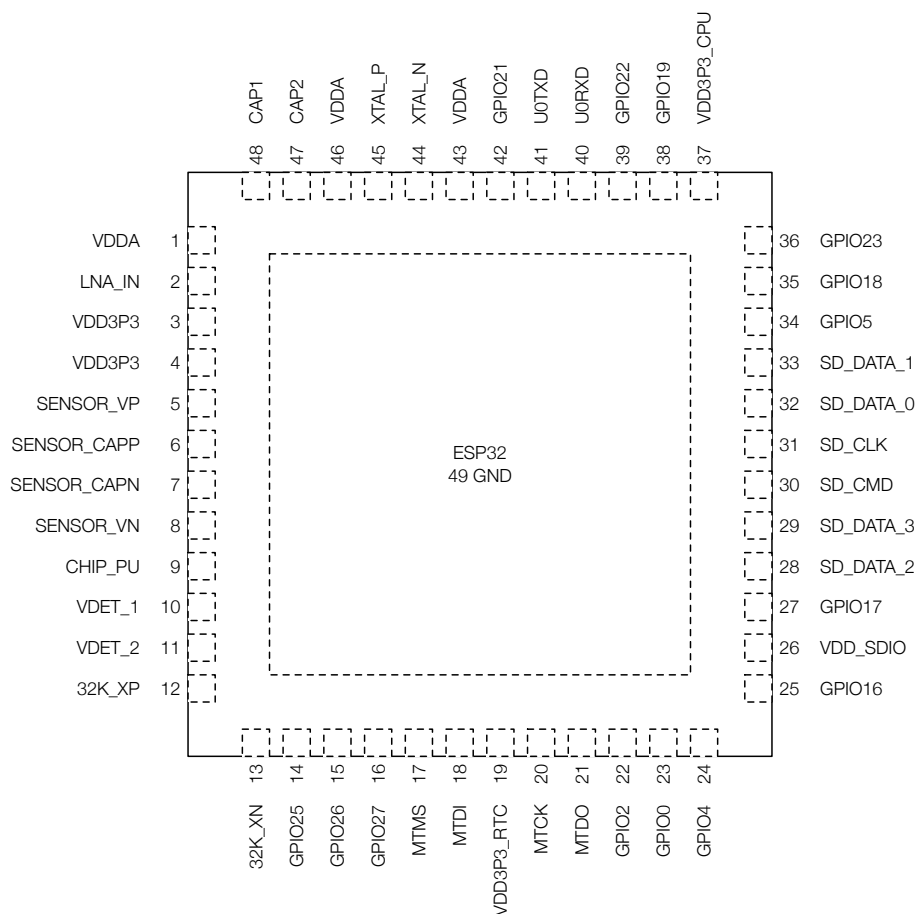 CAP1
CAP2
VDDA
XTAL_P
XTAL_N
VDDA
GPIO21
U0TXD
U0RXD
GPIO22
GPIO19
VDD3P3_CPU
48
47
46
45
44
43
42
41
40
39
38
37
VDDA 1
LNA_IN 2
VDD3P3 3
VDD3P3 4
SENSOR_VP 5
SENSOR_CAPP 6
SENSOR_CAPN 7
SENSOR_VN 8
CHIP_PU 9
VDET_1 10
VDET_2 11
32K_XP 12
ESP32
49 GND
36 GPIO23
35 GPIO18
34 GPIO5
33 SD_DATA_1
32 SD_DATA_0
31 SD_CLK
30 SD_CMD
29 SD_DATA_3
28 SD_DATA_2
27 GPIO17
26 VDD_SDIO
25 GPIO16
13
14
15
16
17
18
19
20
21
22
23
24
32K_XN
GPIO25
GPIO26
GPIO27
MTMS
MTDI
VDD3P3_RTC
MTCK
MTDO
GPIO2
GPIO0
GPIO4